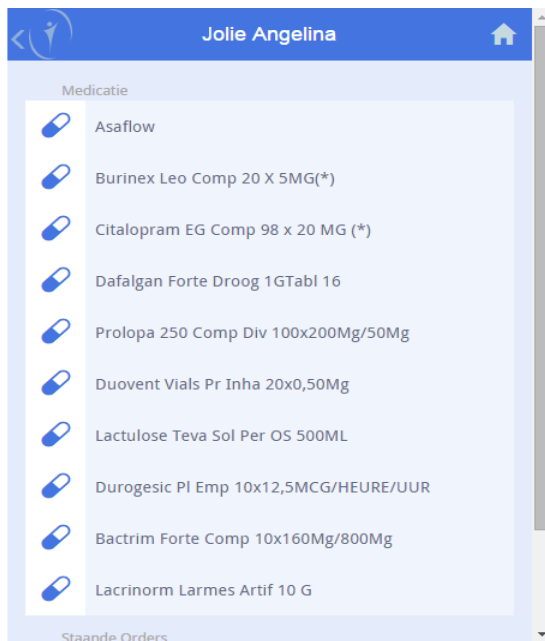 Jolie Angelina
Medicatie
Asaflow
Burinex Leo Comp 20 X 5MG(*)
Citalopram EG Comp 98 x 20 MG (*)
Dafalgan Forte Droog 1GTabl 16
Prolopa 250 Comp Div 100x200Mg/50Mg
Duovent Vials Pr Inha 20x0,50Mg
Lactulose Teva Sol Per OS 500ML
Durogesic Pl Emp 10x12,5MCG/HEURE/UUR
Bactrim Forte Comp 10x160Mg/800Mg
Lacrinorm Larmes Artif 10 G
Staande Orders